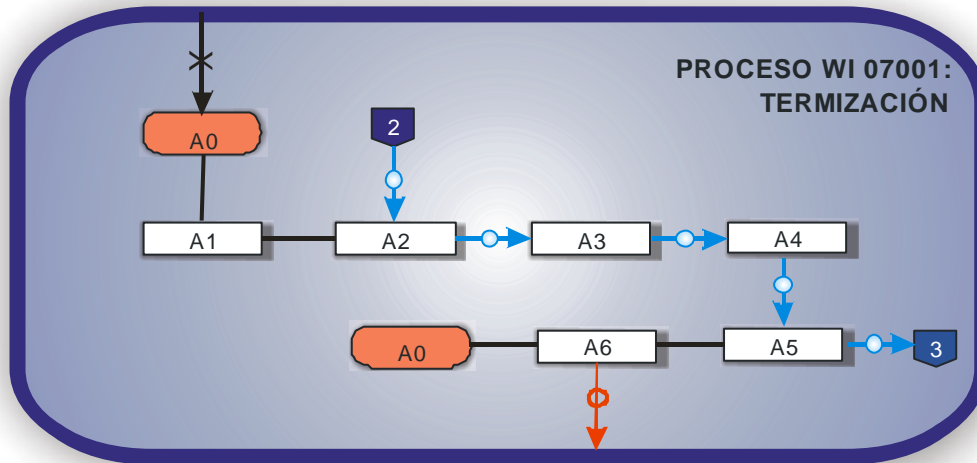 PROCESO WI 07001:
TERMIZACIÓN
A0
2
A1
A2
A3
A4
A0
A6
A5
3